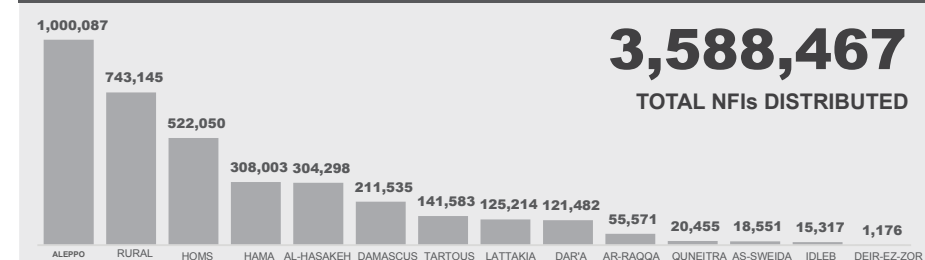 3,588,467
TOTAL NFIs DISTRIBUTED
1,000,087
743,145
522,050
308,003
304,298
211,535
141,583
125,214
121,482
55,571
20,455
18,551
15,317
1,176
ALEPPO
RURAL
HOMS
HAMA
AL-HASAKEH
DAMASCUS
TARTOUS
LATTAKIA
DAR'A
AR-RAQQA
QUNEITRA
AS-SWEIDA
IDLEB
DEIR-EZ-ZOR